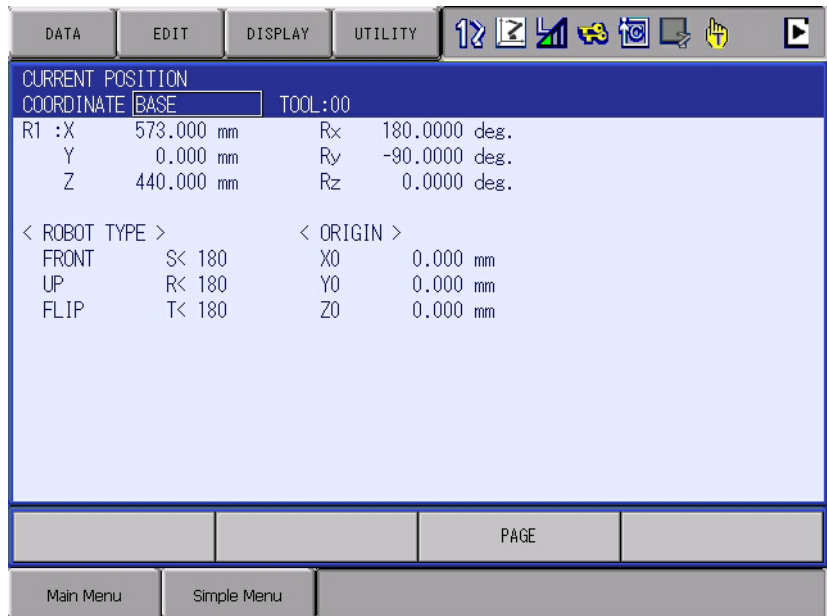 DATA EDIT DISPLAY UTILITY
CURRENT POSITION
COORDINATE BASE TOOL:00
R1 :X 573.000 mm Rx 180.0000 deg.
Y 0.000 mm Ry -90.0000 deg.
Z 440.000 mm Rz 0.0000 deg.
< ROBOT TYPE > < ORIGIN >
FRONT S< 180 X0 0.000 mm
UP R< 180 Y0 0.000 mm
FLIP T< 180 Z0 0.000 mm
PAGE
Main Menu Simple Menu